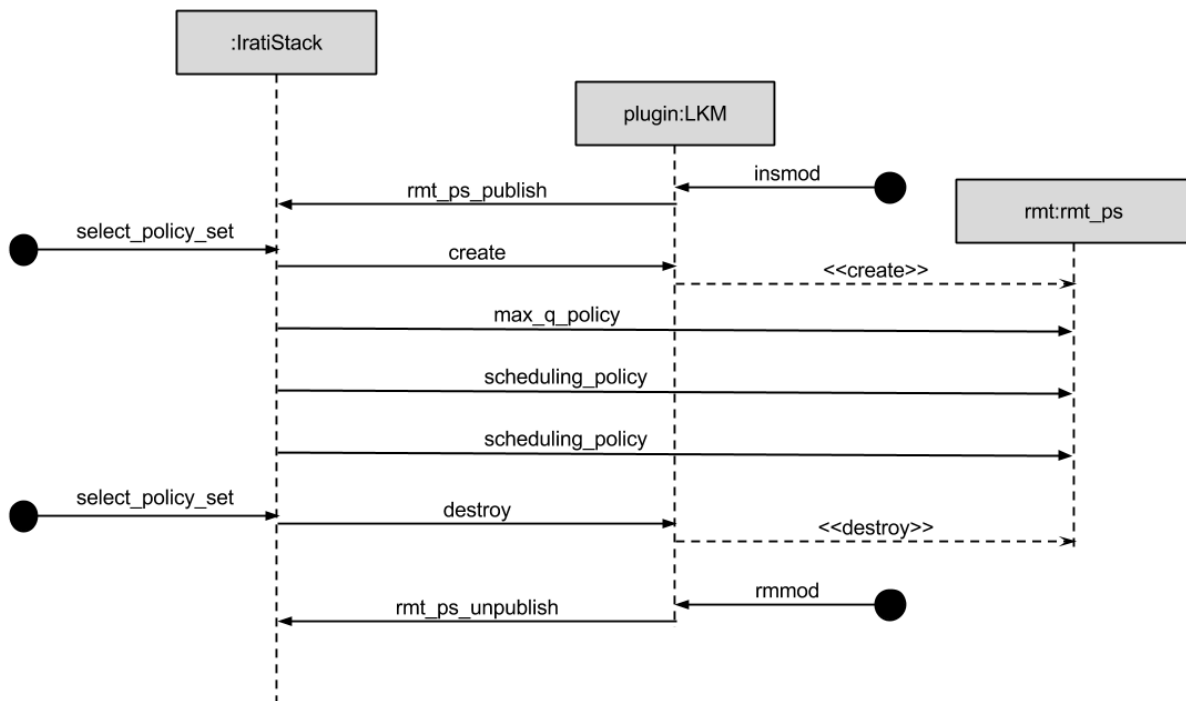 :IratiStack
plugin:LKM
insmod
rmt:rmt_ps
rmt_ps_publish
select_policy_set
create
<<create>>
max_q_policy
scheduling_policy
scheduling_policy
select_policy_set
destroy
<<destroy>>
rmmod
rmt_ps_unpublish